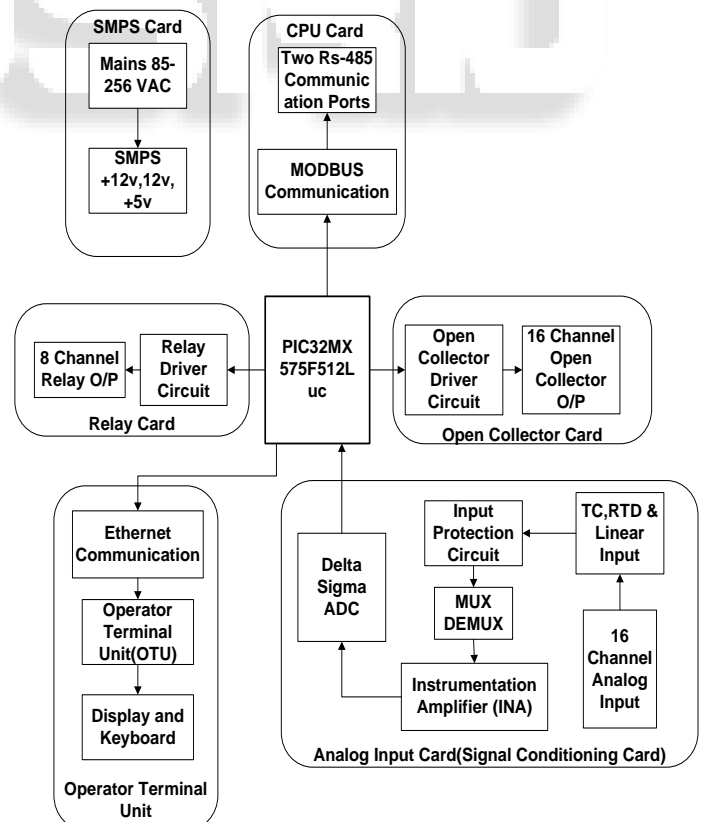 SMPS Card
Mains 85-
256 VAC
SMPS
+12v,12v,
+5v
CPU Card
Two Rs-485
Communic
ation Ports
MODBUS
Communication
8 Channel
Relay O/P
Relay
Driver
Circuit
Relay Card
PIC32MX
575F512L
uc
Open
Collector
Driver
Circuit
16 Channel
Open
Collector
O/P
Open Collector Card
Ethernet
Communication
Operator
Terminal
Unit(OTU)
Display and
Keyboard
Operator Terminal
Unit
Delta
Sigma
ADC
Input
Protection
Circuit
MUX
DEMUX
Instrumentation
Amplifier (INA)
TC,RTD &
Linear
Input
16
Channel
Analog
Input
Analog Input Card(Signal Conditioning Card)